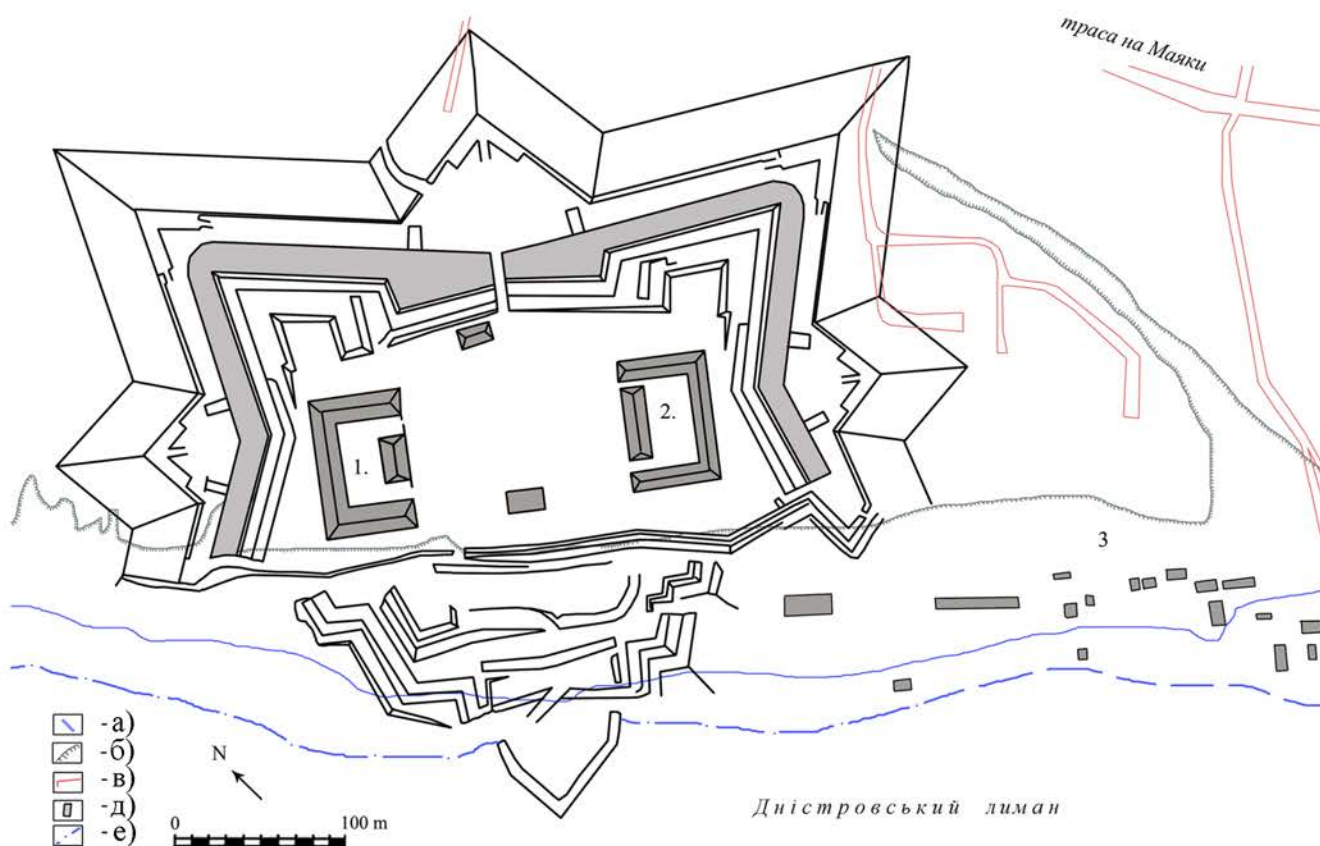 траса на Маяки
1.
2.
3
-а)
-б)
-в)
-д)
-е)
N
0 100 m
Дністровський лиман